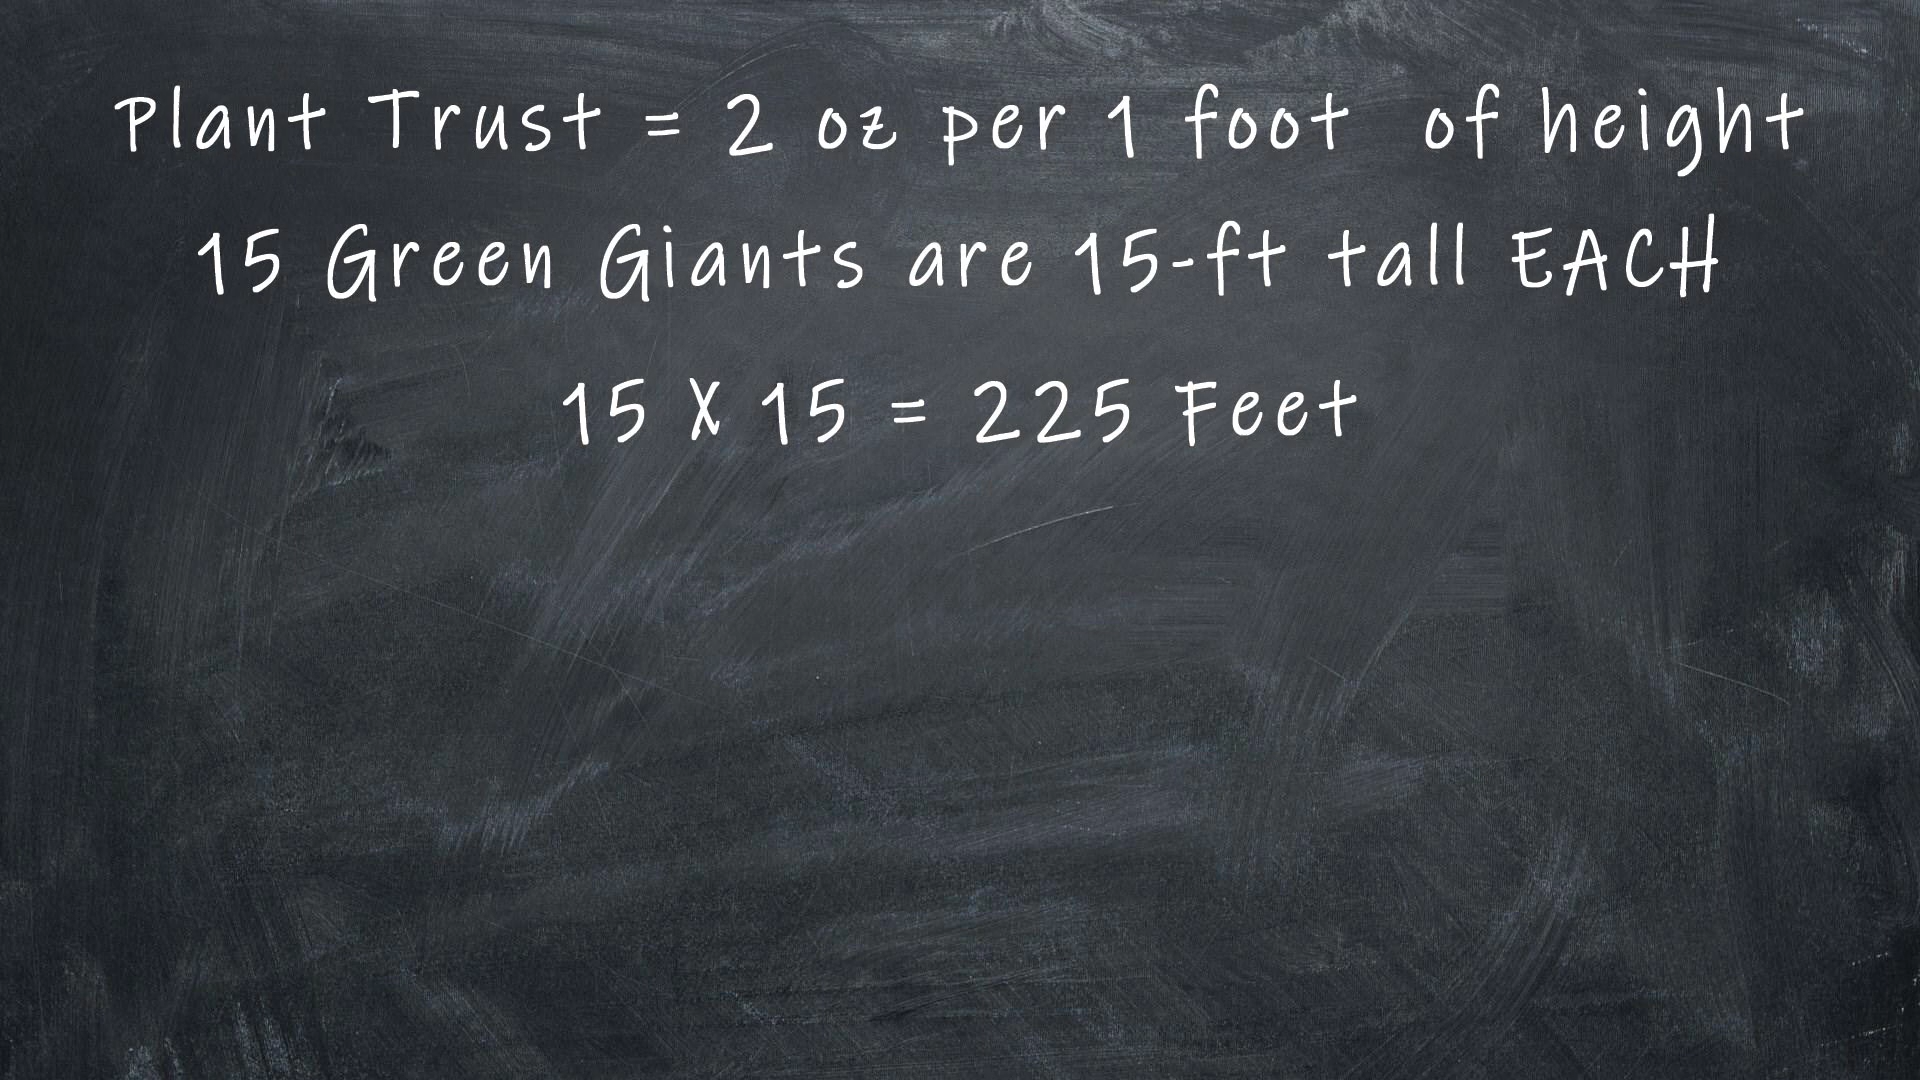 Plant Trust = 2 oz per 1 foot of height
15 Green Giants are 15-ft tall EACH
15 X 15 = 225 Feet